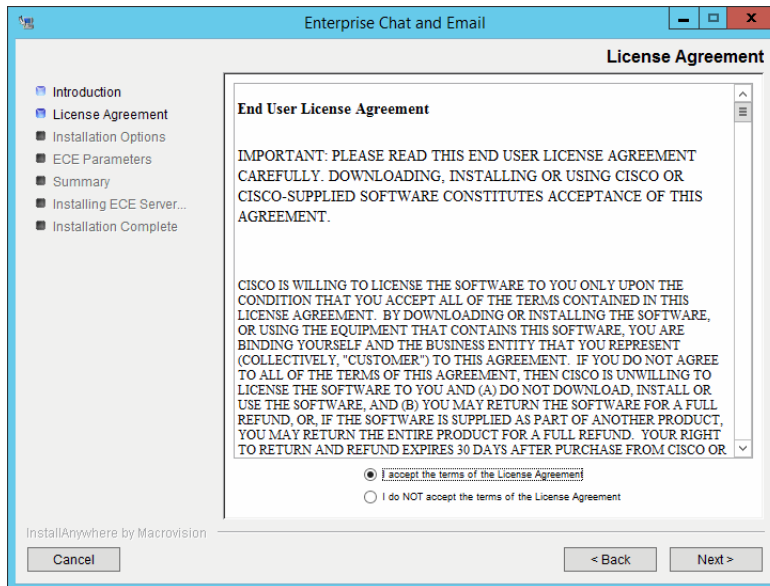 Enterprise Chat and Email
License Agreement
Introduction
License Agreement
Installation Options
ECE Parameters
Summary
Installing ECE Server...
Installation Complete
End User License Agreement
IMPORTANT: PLEASE READ THIS END USER LICENSE AGREEMENT
CAREFULLY. DOWNLOADING, INSTALLING OR USING CISCO OR
CISCO-SUPPLIED SOFTWARE CONSTITUTES ACCEPTANCE OF THIS
AGREEMENT.
CISCO IS WILLING TO LICENSE THE SOFTWARE TO YOU ONLY UPON THE
CONDITION THAT YOU ACCEPT ALL OF THE TERMS CONTAINED IN THIS
LICENSE AGREEMENT. BY DOWNLOADING OR INSTALLING THE SOFTWARE,
OR USING THE EQUIPMENT THAT CONTAINS THIS SOFTWARE, YOU ARE
BINDING YOURSELF AND THE BUSINESS ENTITY THAT YOU REPRESENT
(COLLECTIVELY, "CUSTOMER") TO THIS AGREEMENT. IF YOU DO NOT AGREE
TO ALL OF THE TERMS OF THIS AGREEMENT, THEN CISCO IS UNWILLING TO
LICENSE THE SOFTWARE TO YOU AND (A) DO NOT DOWNLOAD, INSTALL OR
USE THE SOFTWARE, AND (B) YOU MAY RETURN THE SOFTWARE FOR A FULL
REFUND, OR, IF THE SOFTWARE IS SUPPLIED AS PART OF ANOTHER PRODUCT,
YOU MAY RETURN THE ENTIRE PRODUCT FOR A FULL REFUND. YOUR RIGHT
TO RETURN AND REFUND EXPIRES 30 DAYS AFTER PURCHASE FROM CISCO OR
I accept the terms of the License Agreement
I do NOT accept the terms of the License Agreement
InstallAnywhere by Macrovision
Cancel
< Back
Next >